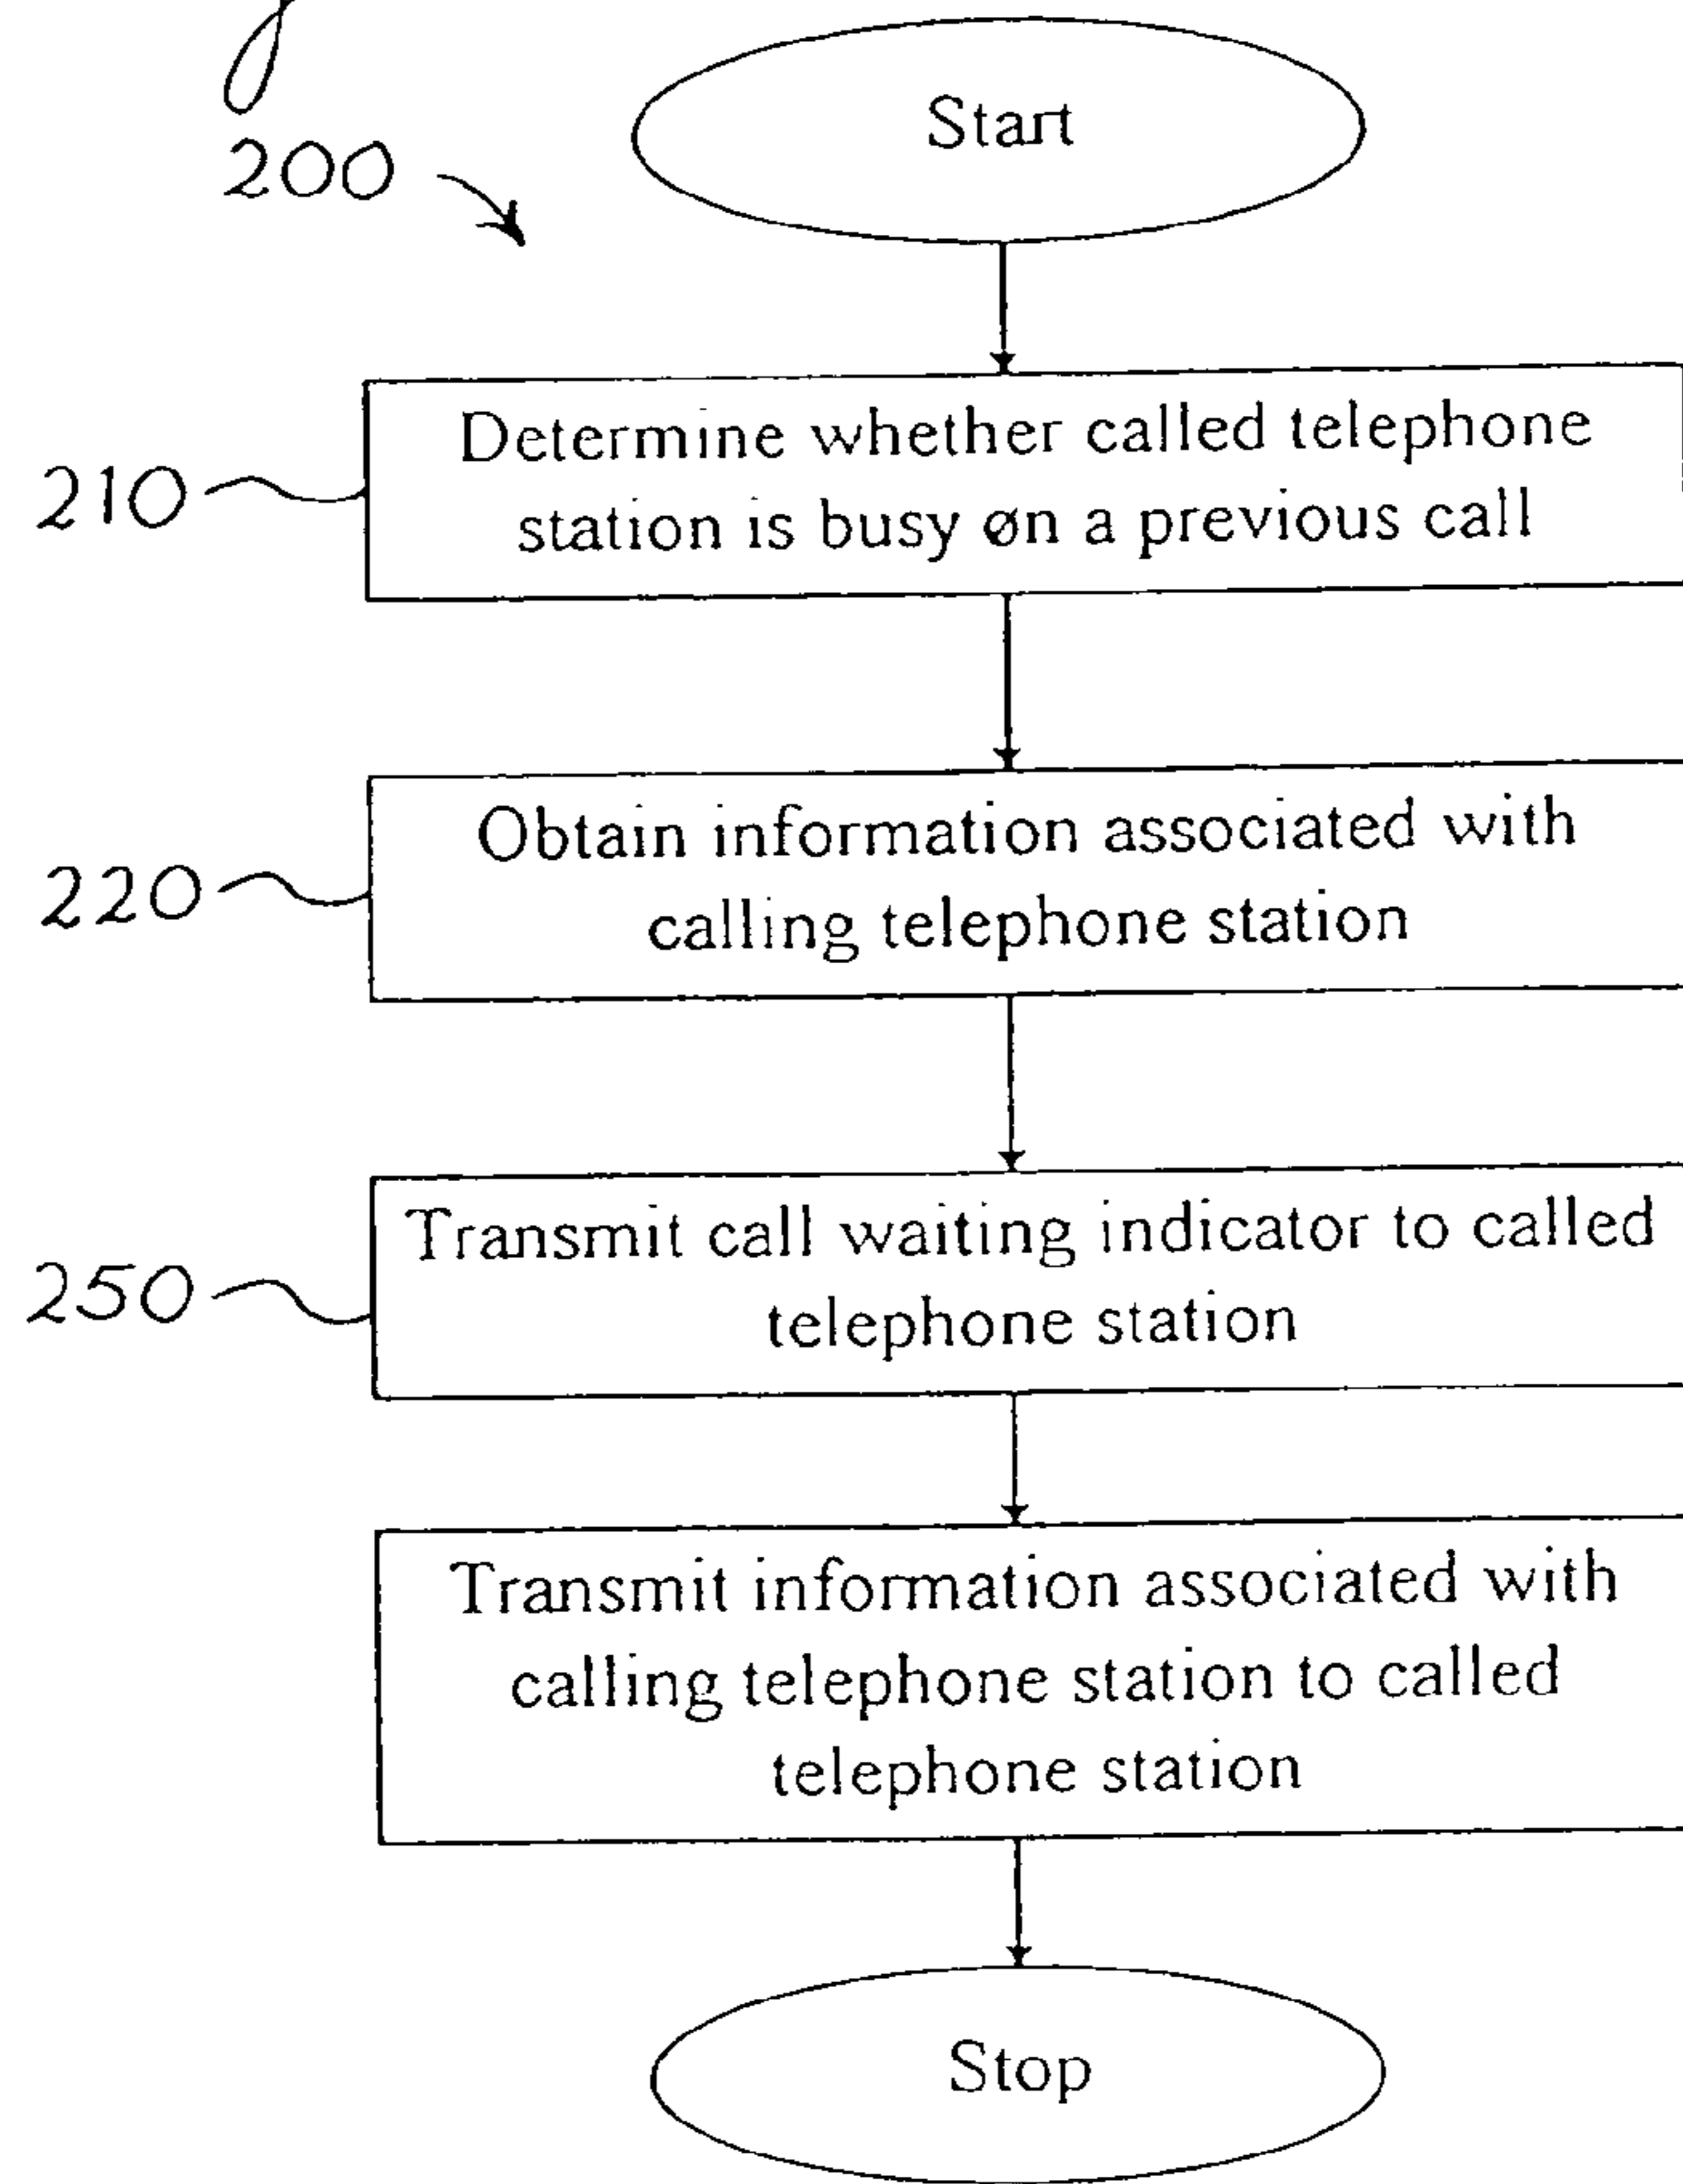 200
Start
210
Determine whether called telephone
station is busy on a previous call
220
Obtain information associated with
calling telephone station
250
Transmit call waiting indicator to called
telephone station
Transmit information associated with
calling telephone station to called
telephone station
Stop